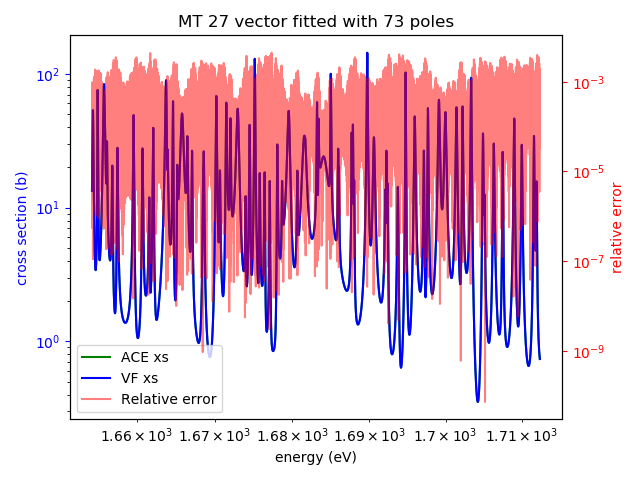 MT 27 vector fitted with 73 poles
10²
10¹
10⁰
cross section (b)
10⁻³
10⁻⁵
10⁻⁷
10⁻⁹
relative error
ACE xs
VF xs
Relative error
1.66 × 10³ 1.67 × 10³ 1.68 × 10³ 1.69 × 10³ 1.7 × 10³ 1.71 × 10³
energy (eV)